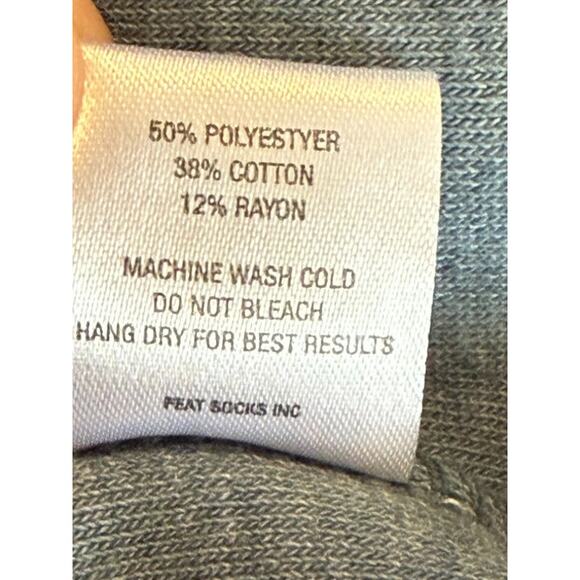 50% POLYESTYER
38% COTTON
12% RAYON
MACHINE WASH COLD
DO NOT BLEACH
HANG DRY FOR BEST RESULTS
FEAT SOCKS INC